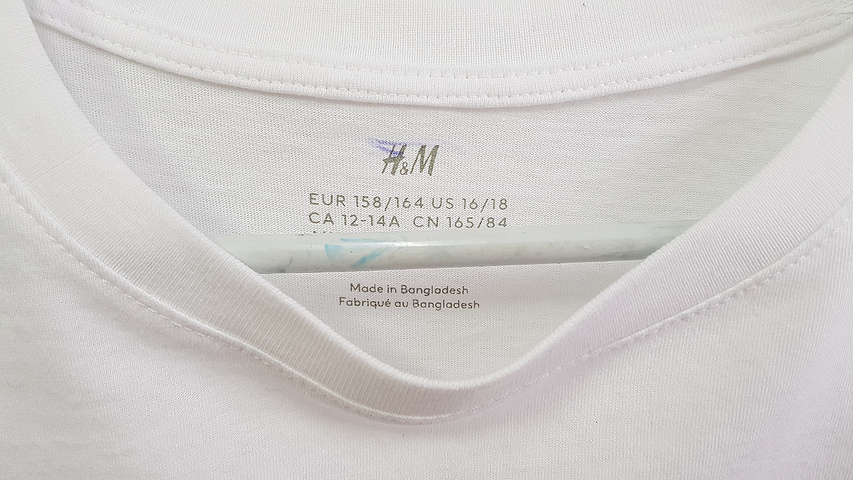 H&M
EUR 158/164 US 16/18
CA 12-14A CN 165/84
Made in Bangladesh
Fabriqué au Bangladesh